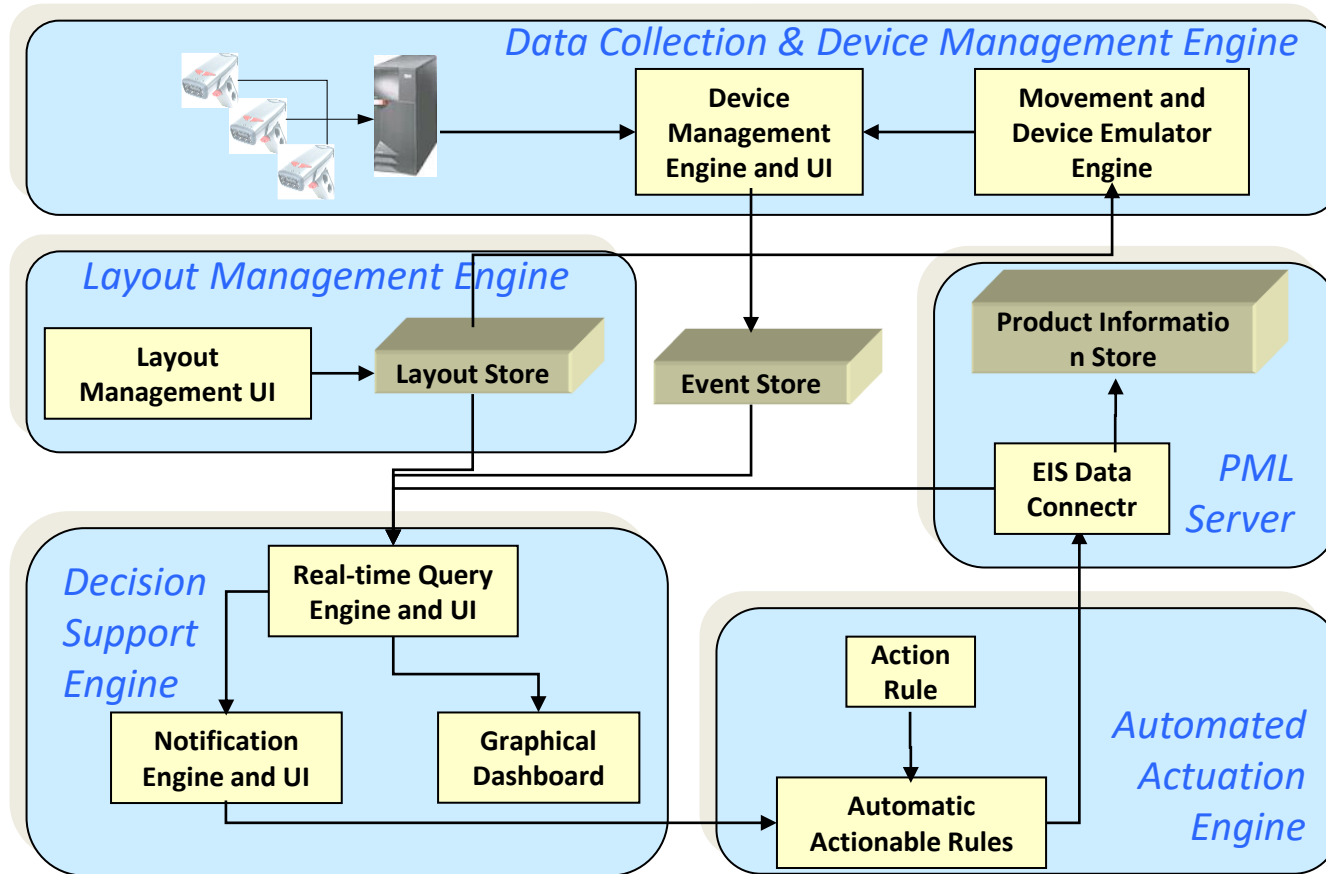 Data Collection & Device Management Engine
Device
Management
Engine and UI
Movement and
Device Emulator
Engine
Layout Management Engine
Layout
Management UI
Layout Store
Event Store
Product Informatio
n Store
EIS Data
Connectr
PML
Server
Decision
Support
Engine
Real-time Query
Engine and UI
Notification
Engine and UI
Graphical
Dashboard
Action
Rule
Automatic
Actionable Rules
Automated
Actuation
Engine